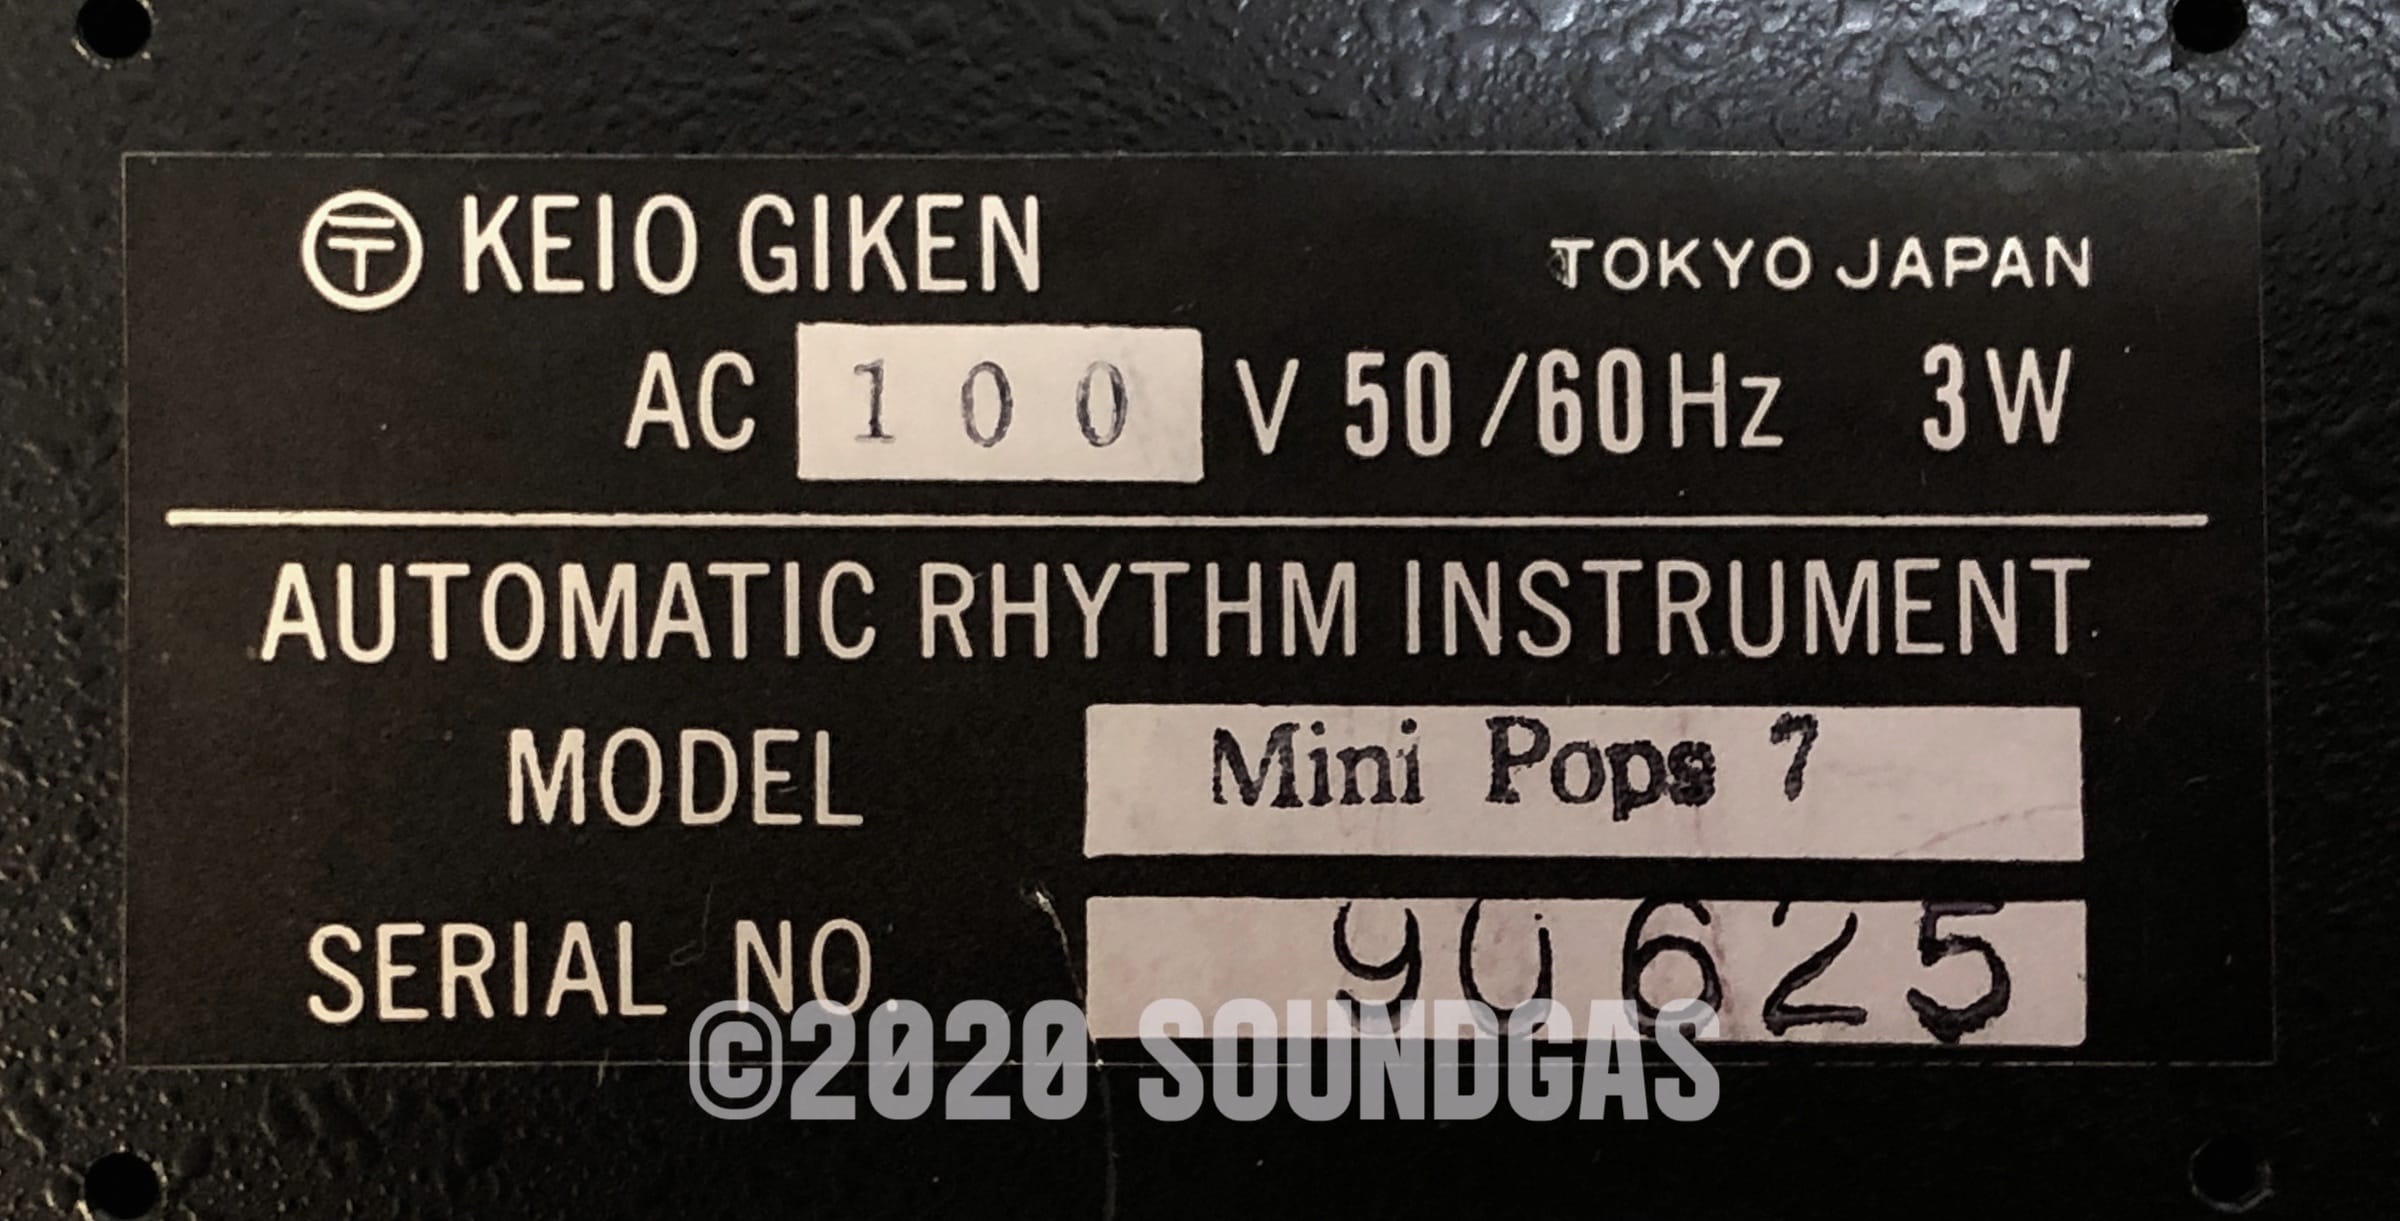 〶 KEIO GIKEN TOKYO JAPAN
AC 100 V 50/60Hz 3W
AUTOMATIC RHYTHM INSTRUMENT
MODEL Mini Pops 7
SERIAL NO. 90625
©2020 SOUNDGAS